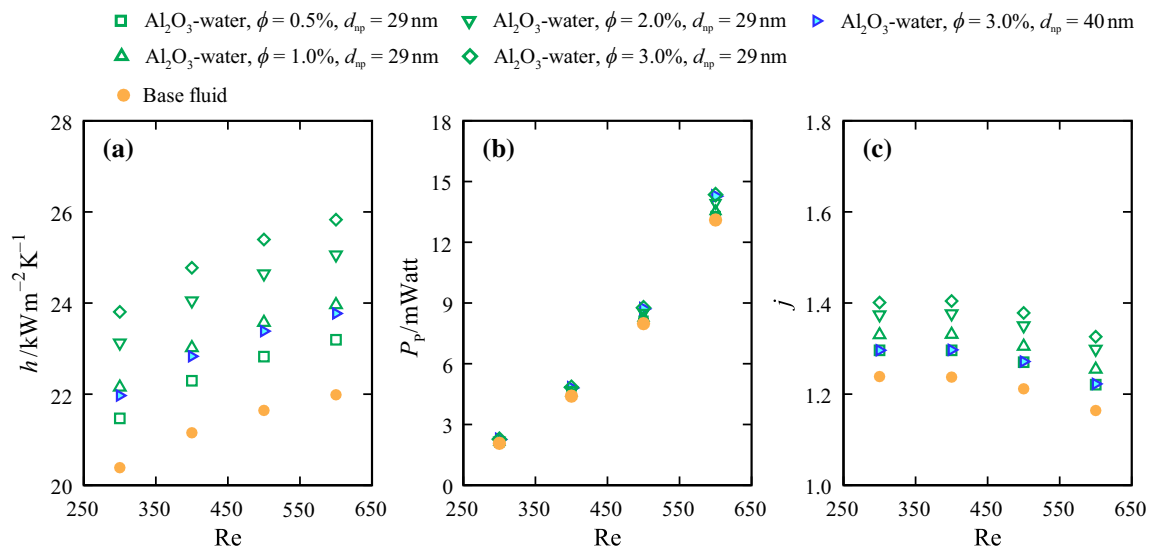 Al₂O₃-water, ϕ = 0.5%, dₙₚ = 29 nm Al₂O₃-water, ϕ = 2.0%, dₙₚ = 29 nm Al₂O₃-water, ϕ = 3.0%, dₙₚ = 40 nm
Al₂O₃-water, ϕ = 1.0%, dₙₚ = 29 nm Al₂O₃-water, ϕ = 3.0%, dₙₚ = 29 nm
Base fluid
(a)
h/kWm⁻²K⁻¹
28
26
24
22
20
250 350 450 550 650
Re
(b)
Pₚ/mWatt
18
15
12
9
6
3
0
250 350 450 550 650
Re
(c)
j
1.8
1.6
1.4
1.2
1.0
250 350 450 550 650
Re